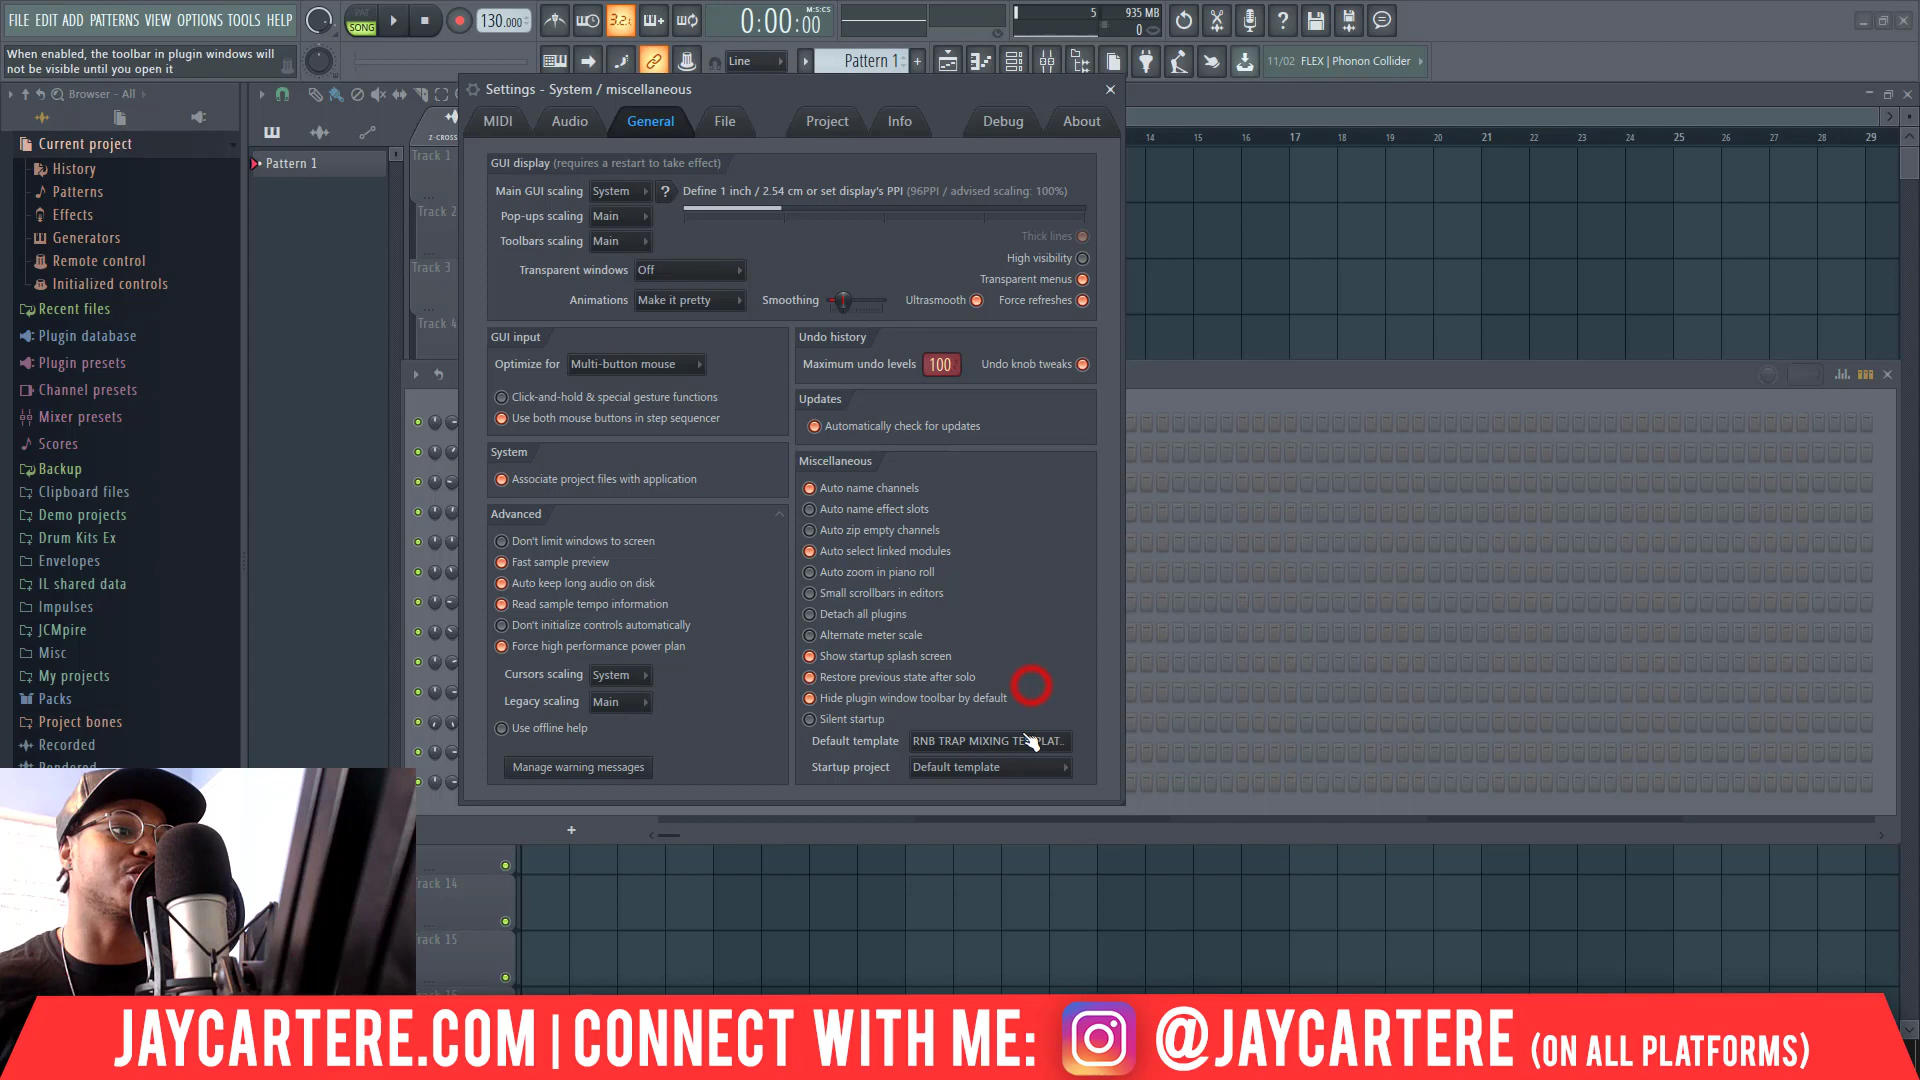 FILE EDIT ADD PATTERNS VIEW OPTIONS TOOLS HELP
PAT
SONG
130.000
3.2.
0:00:00
M:S:CS
5
935 MB
0
When enabled, the toolbar in plugin windows will
not be visible until you open it
Line
Pattern 1
11/02 FLEX | Phonon Collider
Browser - All
Settings - System / miscellaneous
MIDI
Audio
General
File
Project
Info
Debug
About
Z-CROSS
14 15 16 17 18 19 20 21 22 23 24 25 26 27 28 29
Current project
History
Patterns
Effects
Generators
Remote control
Initialized controls
Recent files
Plugin database
Plugin presets
Channel presets
Mixer presets
Scores
Backup
Clipboard files
Demo projects
Drum Kits Ex
Envelopes
IL shared data
Impulses
JCMpire
Misc
My projects
Packs
Project bones
Recorded
Rendered
Pattern 1
Track 1
Track 2
Track 3
Track 4
GUI display (requires a restart to take effect)
Main GUI scaling System ? Define 1 inch / 2.54 cm or set display's PPI (96PPI / advised scaling: 100%)
Pop-ups scaling Main
Toolbars scaling Main
Thick lines
High visibility
Transparent windows Off
Transparent menus
Animations Make it pretty Smoothing Ultrasmooth Force refreshes
GUI input
Optimize for Multi-button mouse
Click-and-hold & special gesture functions
Use both mouse buttons in step sequencer
System
Associate project files with application
Advanced
Don't limit windows to screen
Fast sample preview
Auto keep long audio on disk
Read sample tempo information
Don't initialize controls automatically
Force high performance power plan
Cursors scaling System
Legacy scaling Main
Use offline help
Manage warning messages
Undo history
Maximum undo levels 100 Undo knob tweaks
Updates
Automatically check for updates
Miscellaneous
Auto name channels
Auto name effect slots
Auto zip empty channels
Auto select linked modules
Auto zoom in piano roll
Small scrollbars in editors
Detach all plugins
Alternate meter scale
Show startup splash screen
Restore previous state after solo
Hide plugin window toolbar by default
Silent startup
Default template RNB TRAP MIXING TEMPLAT..
Startup project Default template
Track 14
Track 15
JAYCARTERE.COM | CONNECT WITH ME: @JAYCARTERE (ON ALL PLATFORMS)